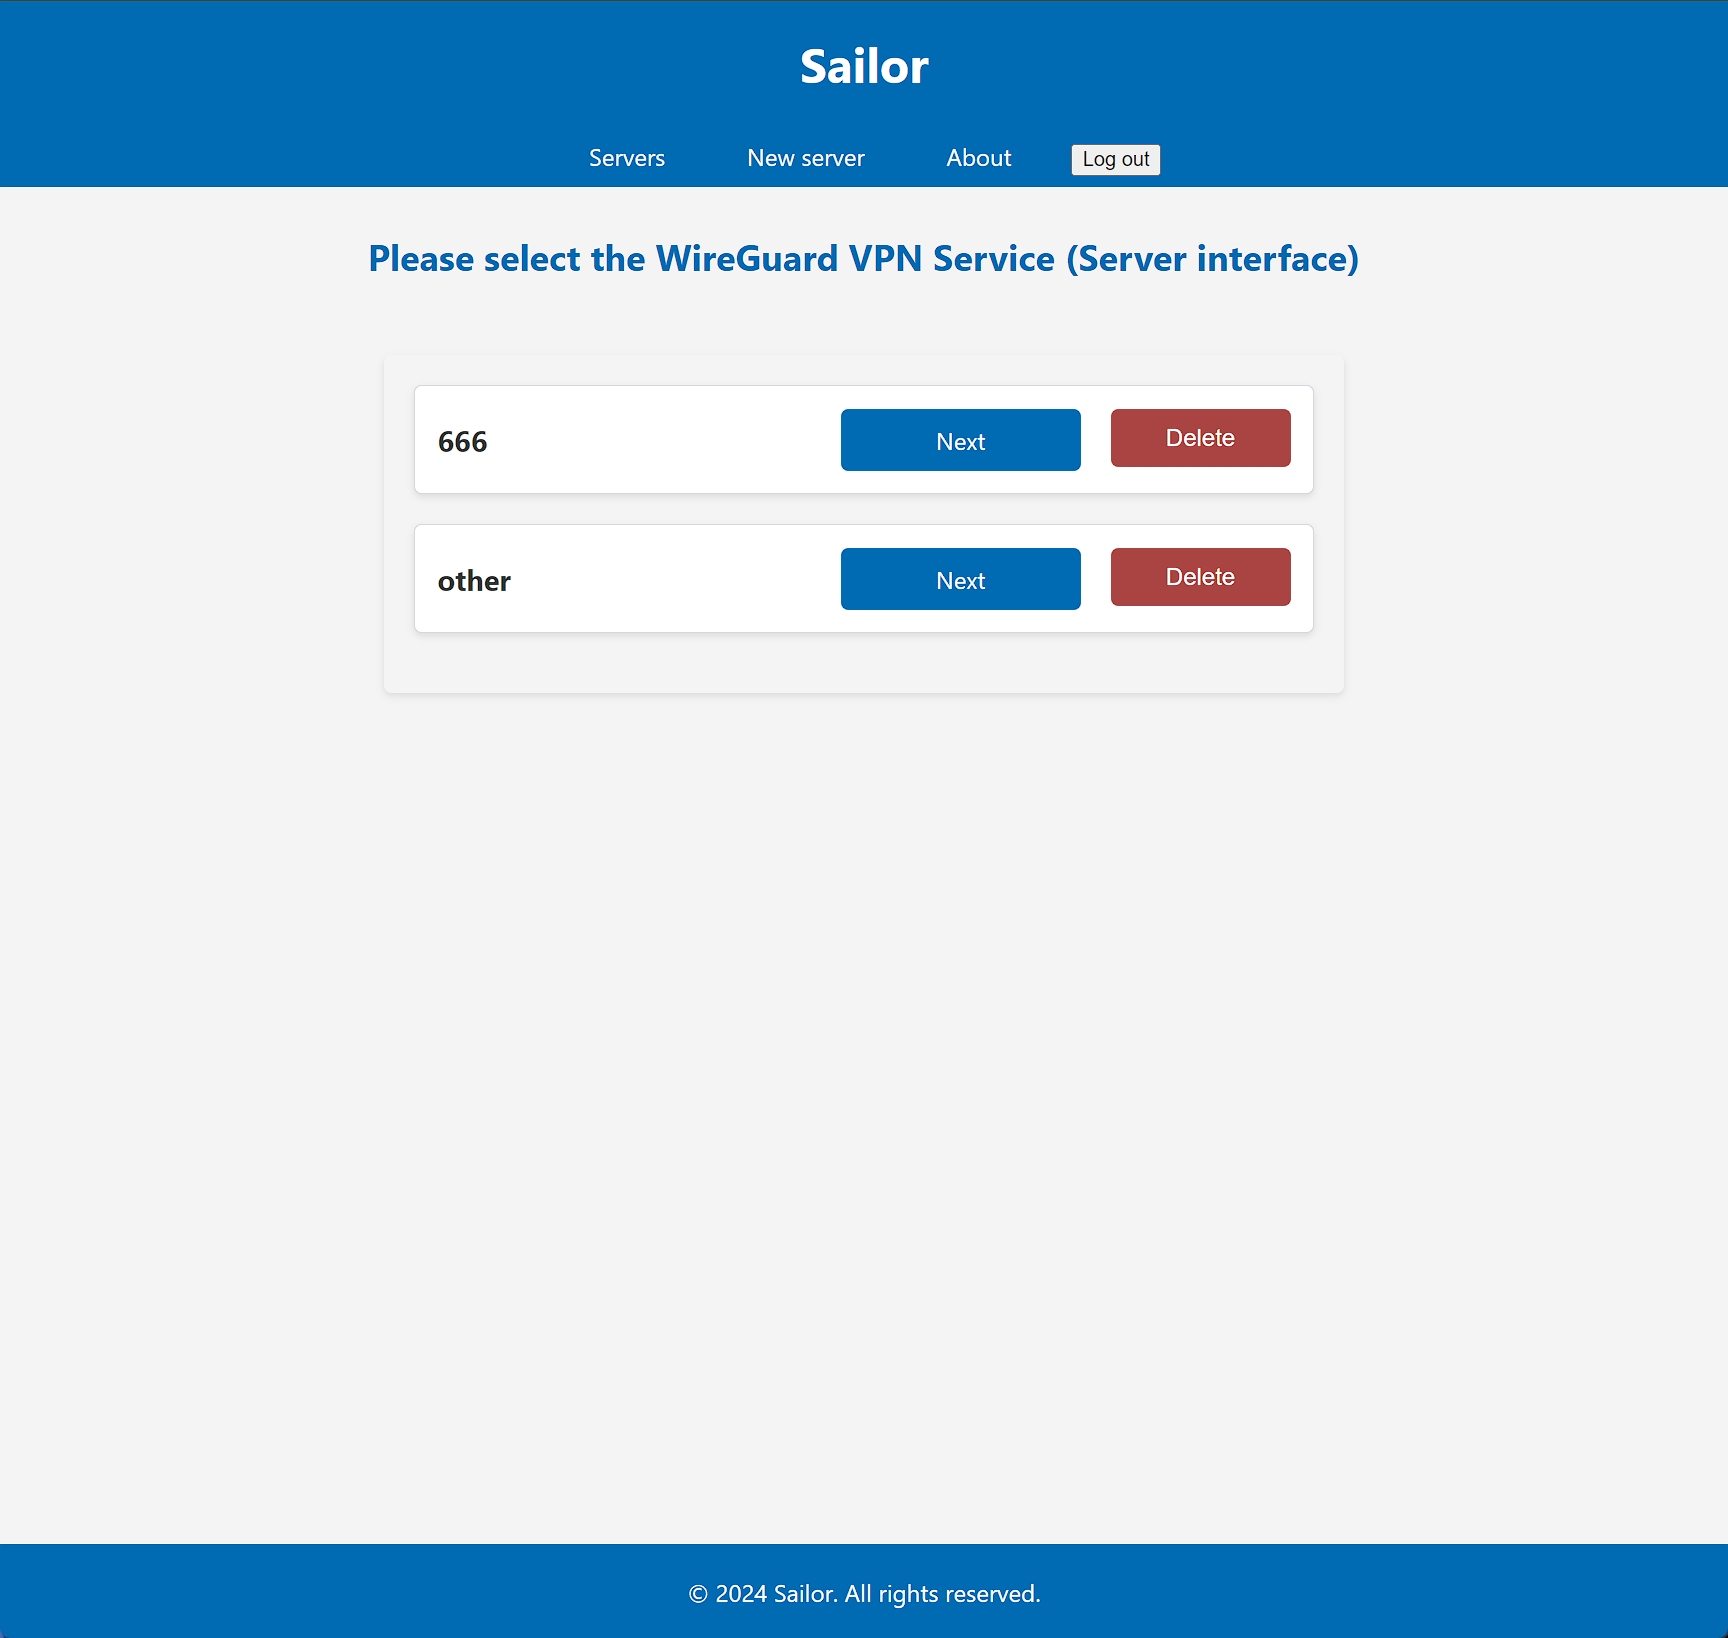 Sailor
Servers New server About Log out
Please select the WireGuard VPN Service (Server interface)
666 Next Delete
other Next Delete
© 2024 Sailor. All rights reserved.